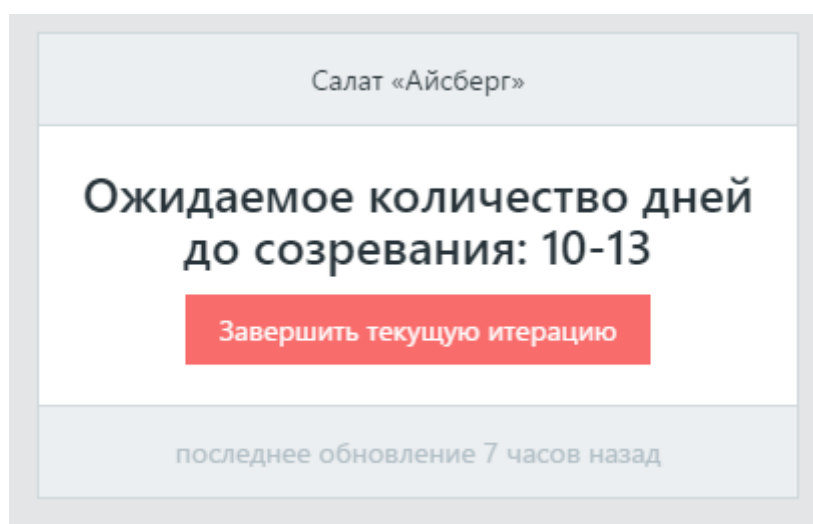 Салат «Айсберг»
Ожидаемое количество дней
до созревания: 10-13
Завершить текущую итерацию
последнее обновление 7 часов назад